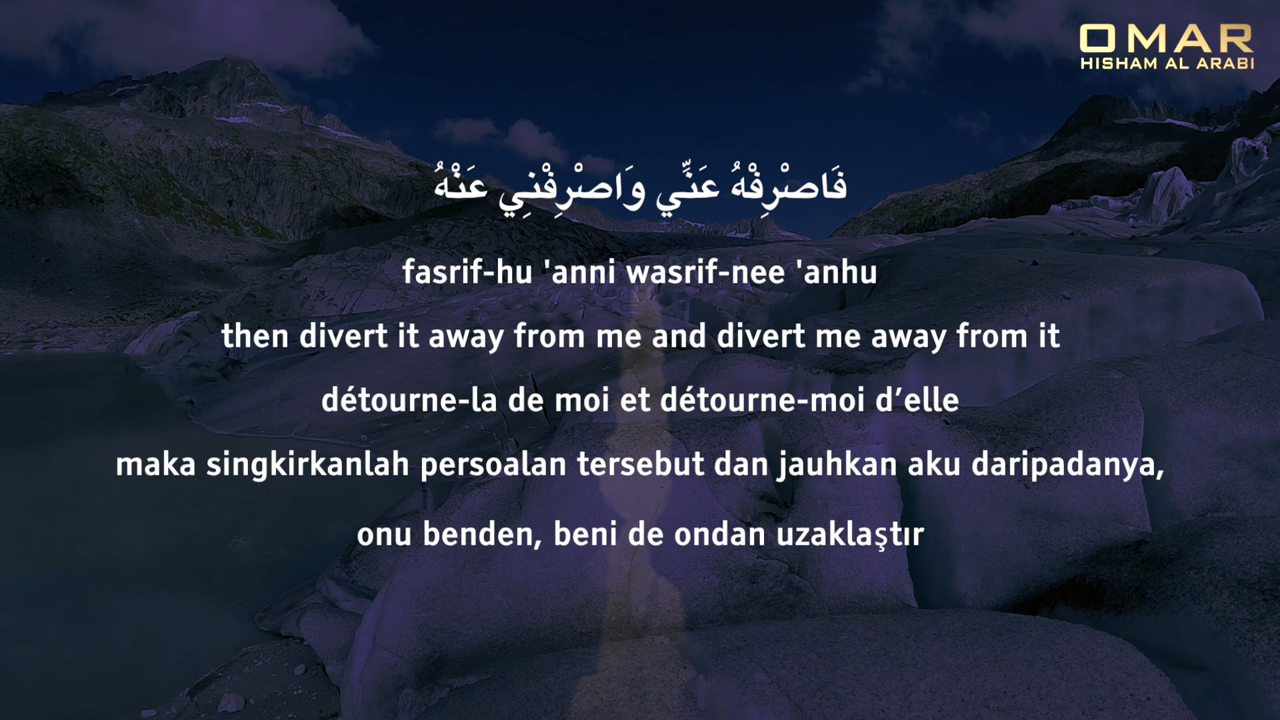 OMAR
HISHAM AL ARABI
فَاصْرِفْهُ عَنِّي وَاصْرِفْنِي عَنْهُ
fasrif-hu 'anni wasrif-nee 'anhu
then divert it away from me and divert me away from it
détourne-la de moi et détourne-moi d’elle
maka singkirkanlah persoalan tersebut dan jauhkan aku daripadanya,
onu benden, beni de ondan uzaklaştır